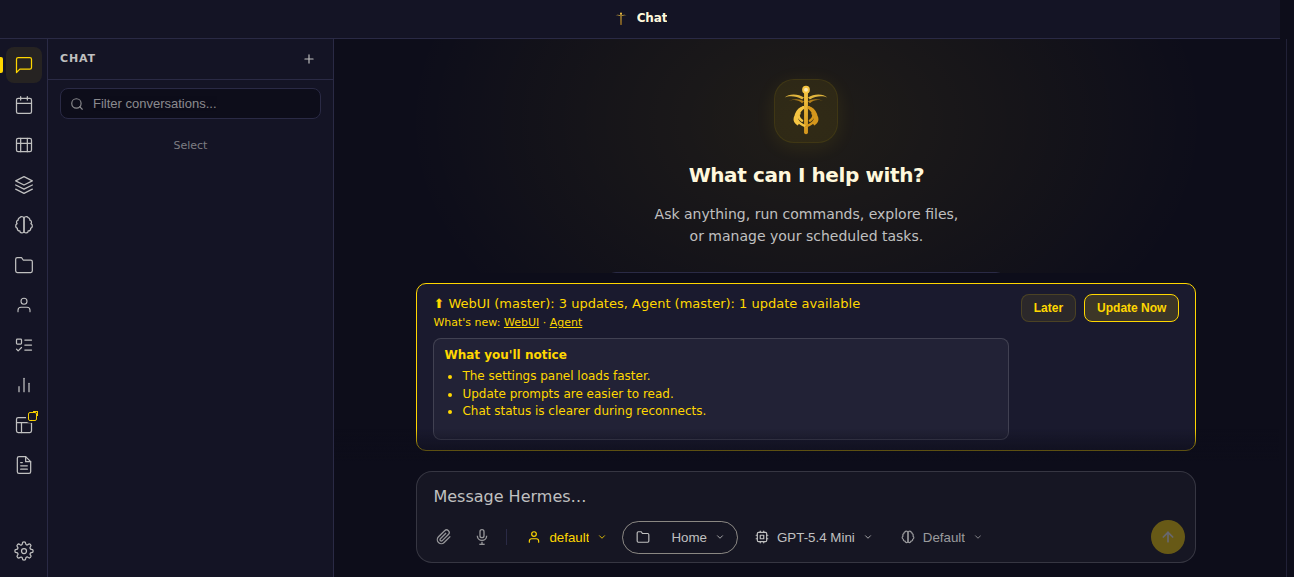 Chat
CHAT
Filter conversations...
Select
What can I help with?
Ask anything, run commands, explore files,
or manage your scheduled tasks.
WebUI (master): 3 updates, Agent (master): 1 update available
Later
Update Now
What's new: WebUI · Agent
What you'll notice
• The settings panel loads faster.
• Update prompts are easier to read.
• Chat status is clearer during reconnects.
Message Hermes...
default
Home
GPT-5.4 Mini
Default